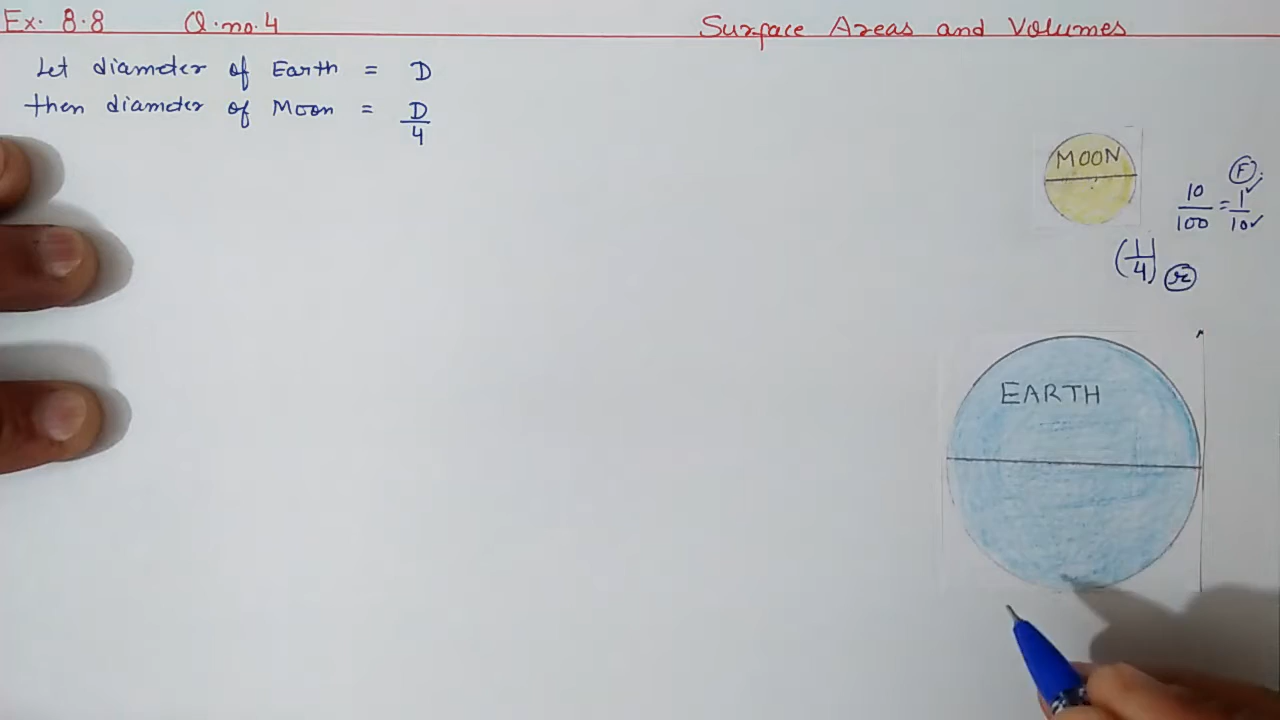 Ex. 8.8 Q.no.4 Surface Areas and Volumes
Let diameter of Earth = D
then diameter of Moon = D/4
MOON
F
10/100 = 1/10
(1/4)
r
EARTH